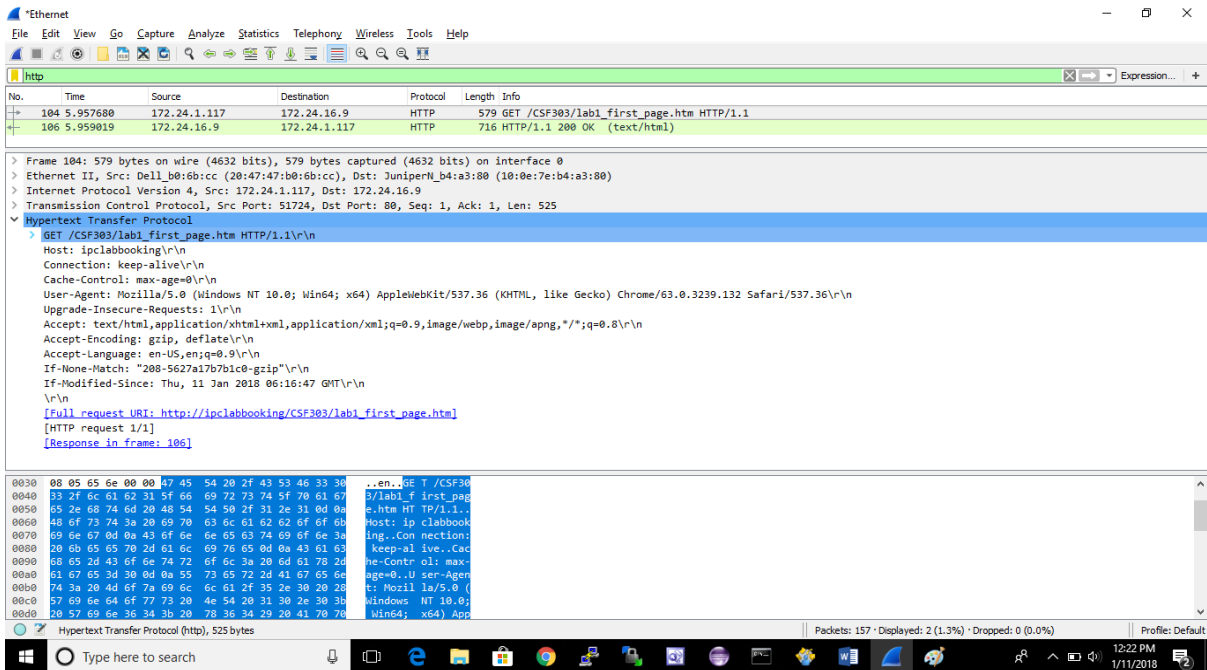 *Ethernet
File Edit View Go Capture Analyze Statistics Telephony Wireless Tools Help
http
Expression... +
No. Time Source Destination Protocol Length Info
104 5.957680 172.24.1.117 172.24.16.9 HTTP 579 GET /CSF303/lab1_first_page.htm HTTP/1.1
106 5.959019 172.24.16.9 172.24.1.117 HTTP 716 HTTP/1.1 200 OK (text/html)
> Frame 104: 579 bytes on wire (4632 bits), 579 bytes captured (4632 bits) on interface 0
> Ethernet II, Src: Dell_b0:6b:cc (20:47:47:b0:6b:cc), Dst: JuniperN_b4:a3:80 (10:0e:7e:b4:a3:80)
> Internet Protocol Version 4, Src: 172.24.1.117, Dst: 172.24.16.9
> Transmission Control Protocol, Src Port: 51724, Dst Port: 80, Seq: 1, Ack: 1, Len: 525
Hypertext Transfer Protocol
> GET /CSF303/lab1_first_page.htm HTTP/1.1\r\n
Host: ipclabbooking\r\n
Connection: keep-alive\r\n
Cache-Control: max-age=0\r\n
User-Agent: Mozilla/5.0 (Windows NT 10.0; Win64; x64) AppleWebKit/537.36 (KHTML, like Gecko) Chrome/63.0.3239.132 Safari/537.36\r\n
Upgrade-Insecure-Requests: 1\r\n
Accept: text/html,application/xhtml+xml,application/xml;q=0.9,image/webp,image/apng,*/*;q=0.8\r\n
Accept-Encoding: gzip, deflate\r\n
Accept-Language: en-US,en;q=0.9\r\n
If-None-Match: "208-5627a17b7b1c0-gzip"\r\n
If-Modified-Since: Thu, 11 Jan 2018 06:16:47 GMT\r\n
\r\n
[Full request URI: http://ipclabbooking/CSF303/lab1_first_page.htm]
[HTTP request 1/1]
[Response in frame: 106]
0030 08 05 65 6e 00 00 47 45 54 20 2f 43 53 46 33 30 ..en..GE T /CSF30
0040 33 2f 6c 61 62 31 5f 66 69 72 73 74 5f 70 61 67 3/lab1_f irst_pag
0050 65 2e 68 74 6d 20 48 54 54 50 2f 31 2e 31 0d 0a e.htm HT TP/1.1..
0060 48 6f 73 74 3a 20 69 70 63 6c 61 62 62 6f 6f 6b Host: ip clabbook
0070 69 6e 67 0d 0a 43 6f 6e 6e 65 63 74 69 6f 6e 3a ing..Con nection:
0080 20 6b 65 65 70 2d 61 6c 69 76 65 0d 0a 43 61 63 keep-al ive..Cac
0090 68 65 2d 43 6f 6e 74 72 6f 6c 3a 20 6d 61 78 2d he-Contr ol: max-
00a0 61 67 65 3d 30 0d 0a 55 73 65 72 2d 41 67 65 6e age=0..U ser-Agen
00b0 74 3a 20 4d 6f 7a 69 6c 6c 61 2f 35 2e 30 20 28 t: Mozil la/5.0 (
00c0 57 69 6e 64 6f 77 73 20 4e 54 20 31 30 2e 30 3b Windows NT 10.0;
00d0 20 57 69 6e 36 34 3b 20 78 36 34 29 20 41 70 70 Win64; x64) App
Hypertext Transfer Protocol (http), 525 bytes Packets: 157 · Displayed: 2 (1.3%) · Dropped: 0 (0.0%) Profile: Default
Type here to search
12:22 PM
1/11/2018
2